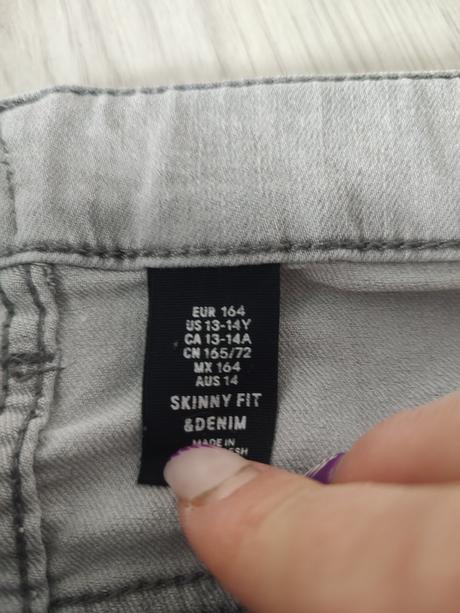 EUR 164
US 13-14Y
CA 13-14A
CN 165/72
MX 164
AUS 14
SKINNY FIT
&DENIM
MADE IN